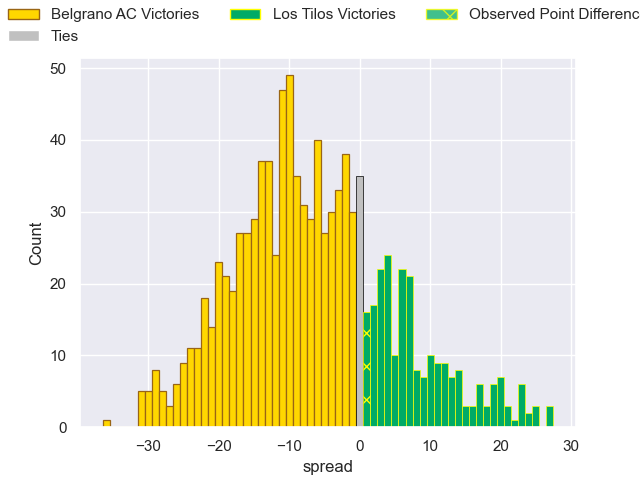 Belgrano AC Victories Los Tilos Victories Observed Point Differenc
Ties
50
40
30
20
10
0
Count
−30 −20 −10 0 10 20 30
spread